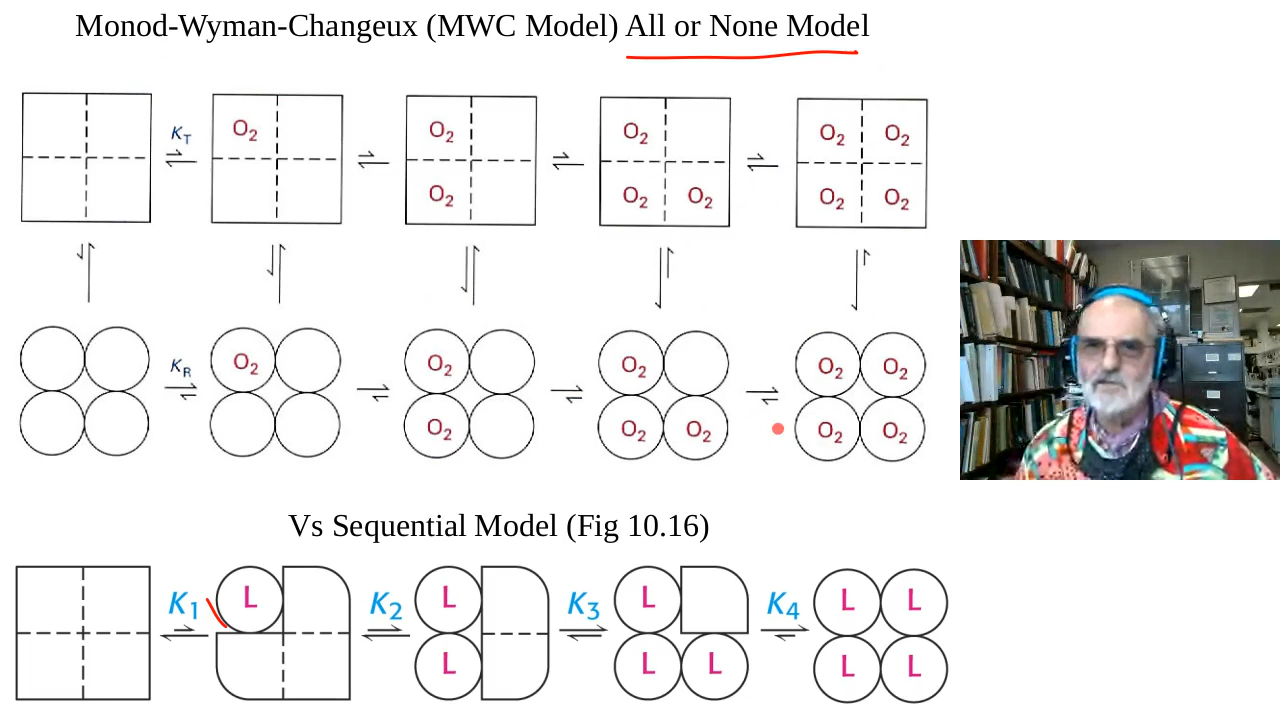 Monod-Wyman-Changeux (MWC Model) All or None Model
K_T
O₂
O₂ O₂
O₂ O₂ O₂ O₂
O₂ O₂ O₂ O₂ O₂
K_R
O₂ O₂ O₂ O₂ O₂
O₂ O₂ O₂ O₂ O₂
Vs Sequential Model (Fig 10.16)
K₁ L K₂ L K₃ L K₄ L L
L L L L L